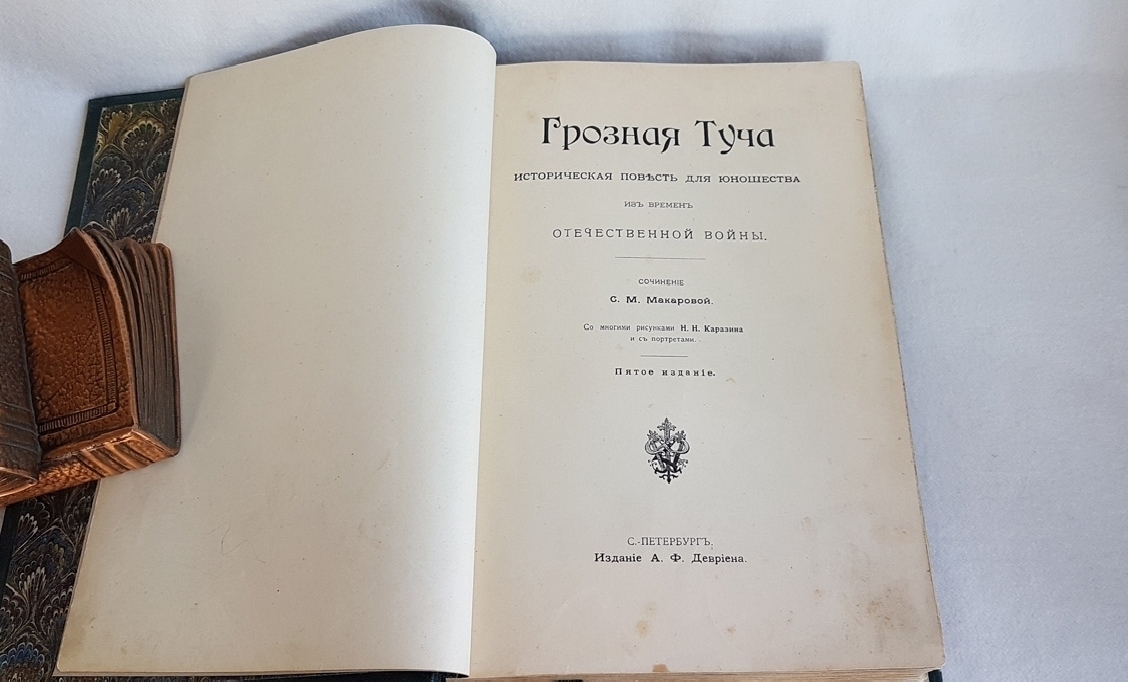 Грозная Туча
ИСТОРИЧЕСКАЯ ПОВѢСТЬ ДЛЯ ЮНОШЕСТВА
ИЗЪ ВРЕМЕНЪ
ОТЕЧЕСТВЕННОЙ ВОЙНЫ.
СОЧИНЕНІЕ
С. М. Макаровой.
Со многими рисунками Н. Н. Каразина
и съ портретами.
Пятое изданіе.
С.-ПЕТЕРБУРГЪ.
Изданіе А. Ф. Девріена.